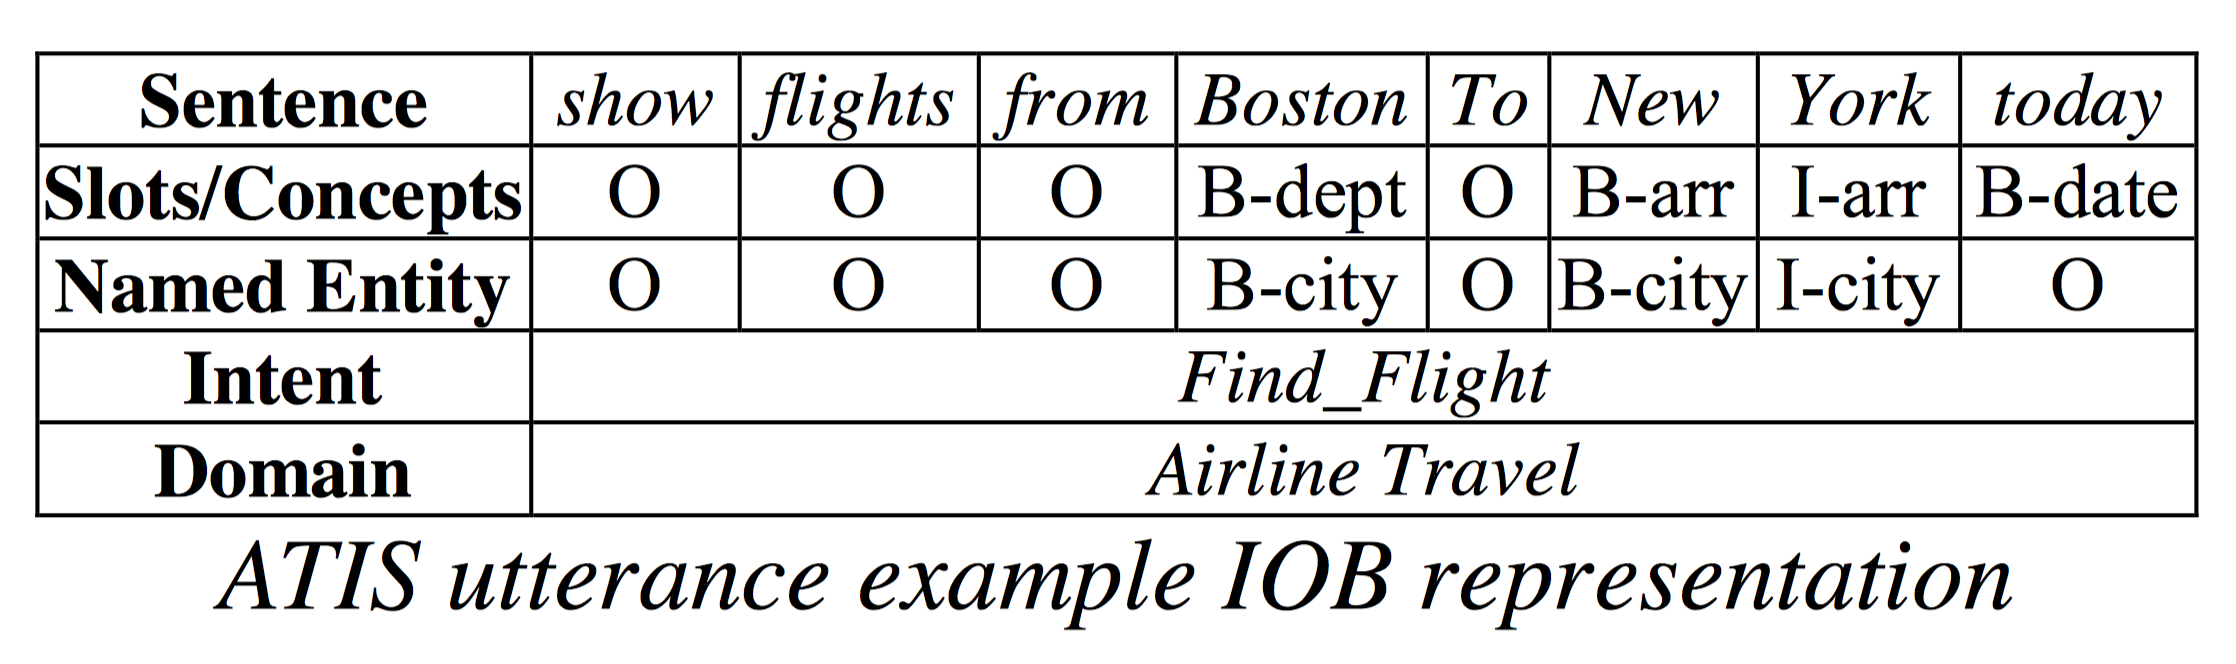 Sentence show flights from Boston To New York today
Slots/Concepts O O O B-dept O B-arr I-arr B-date
Named Entity O O O B-city O B-city I-city O
Intent Find_Flight
Domain Airline Travel
ATIS utterance example IOB representation